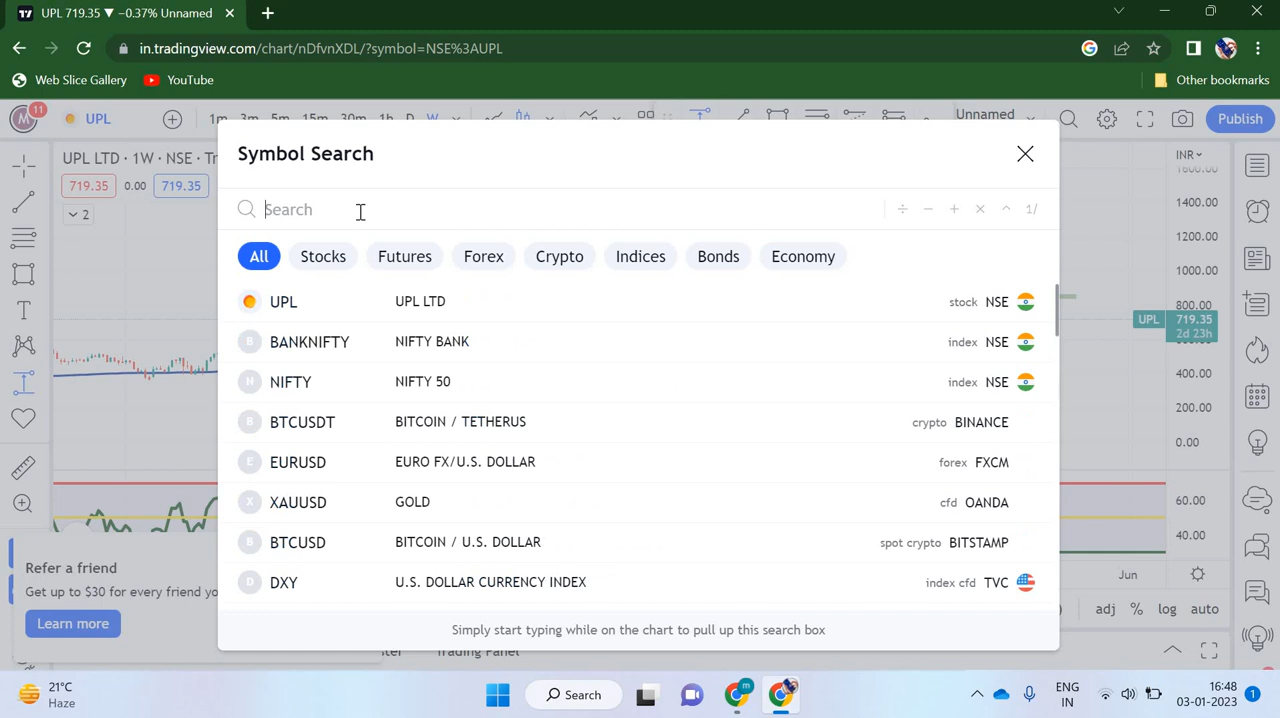 UPL 719.35 ▼ −0.37% Unnamed
in.tradingview.com/chart/nDfvnXDL/?symbol=NSE%3AUPL
Web Slice Gallery YouTube Other bookmarks
M 11 UPL 1m 3m 5m 15m 30m 1h D W Unnamed Publish
Symbol Search
UPL LTD · 1W · NSE · Tr INR
719.35 0.00 719.35
2
Search ÷ − + × ^ 1/
All Stocks Futures Forex Crypto Indices Bonds Economy
UPL UPL LTD stock NSE
B BANKNIFTY NIFTY BANK index NSE
N NIFTY NIFTY 50 index NSE
B BTCUSDT BITCOIN / TETHERUS crypto BINANCE
E EURUSD EURO FX/U.S. DOLLAR forex FXCM
X XAUUSD GOLD cfd OANDA
B BTCUSD BITCOIN / U.S. DOLLAR spot crypto BITSTAMP
D DXY U.S. DOLLAR CURRENCY INDEX index cfd TVC
Simply start typing while on the chart to pull up this search box
1600.00
1400.00
1200.00
1000.00
800.00
UPL 719.35
2d 23h
400.00
200.00
0.00
60.00
40.00
Jun
adj % log auto
Refer a friend
Get up to $30 for every friend you
Learn more
Trading Panel
21°C
Haze
Search
ENG
IN
16:48
03-01-2023
1